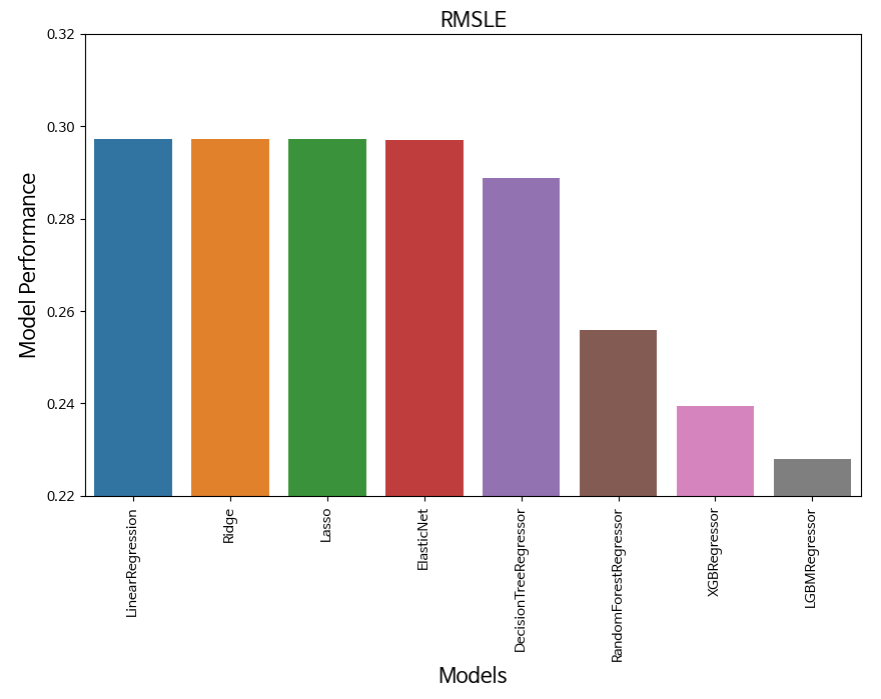 RMSLE
Model Performance
0.32
0.30
0.28
0.26
0.24
0.22
LinearRegression
Ridge
Lasso
ElasticNet
DecisionTreeRegressor
RandomForestRegressor
XGBRegressor
LGBMRegressor
Models